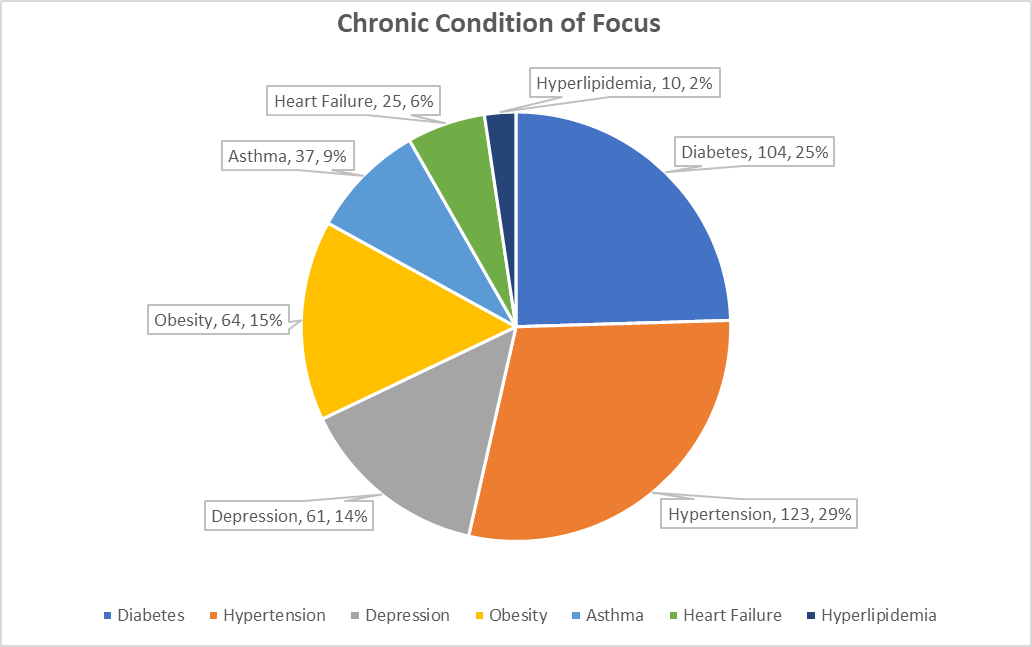 Chronic Condition of Focus
Hyperlipidemia, 10, 2%
Heart Failure, 25, 6%
Diabetes, 104, 25%
Asthma, 37, 9%
Obesity, 64, 15%
Depression, 61, 14%
Hypertension, 123, 29%
Diabetes Hypertension Depression Obesity Asthma Heart Failure Hyperlipidemia